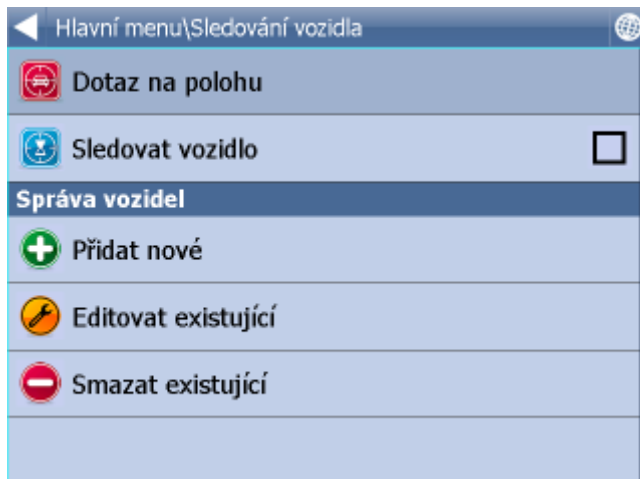 Hlavní menu\Sledování vozidla
Dotaz na polohu
Sledovat vozidlo
Správa vozidel
Přidat nové
Editovat existující
Smazat existující